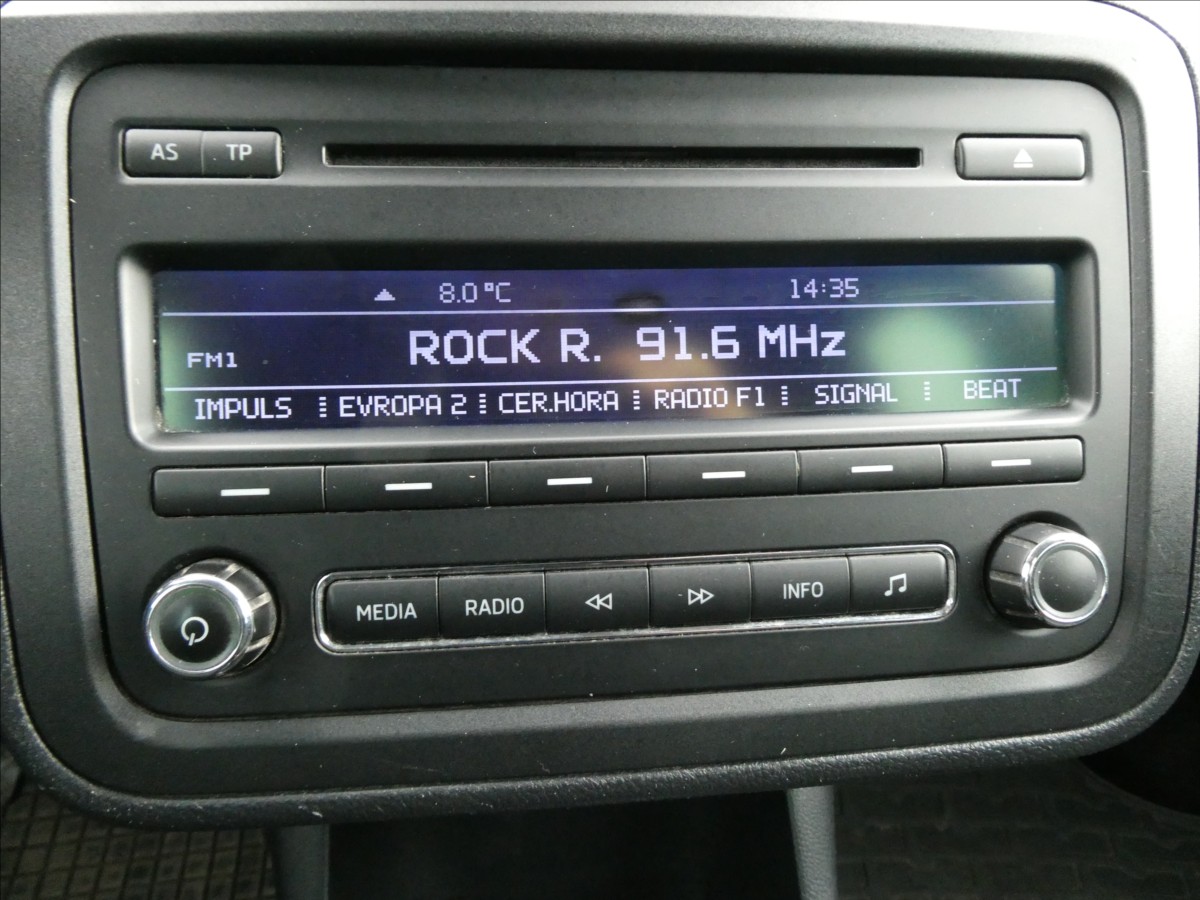 AS TP
8.0 °C 14:35
FM1 ROCK R. 91.6 MHz
IMPULS EVROPA 2 CER.HORA RADIO F1 SIGNAL BEAT
MEDIA RADIO INFO